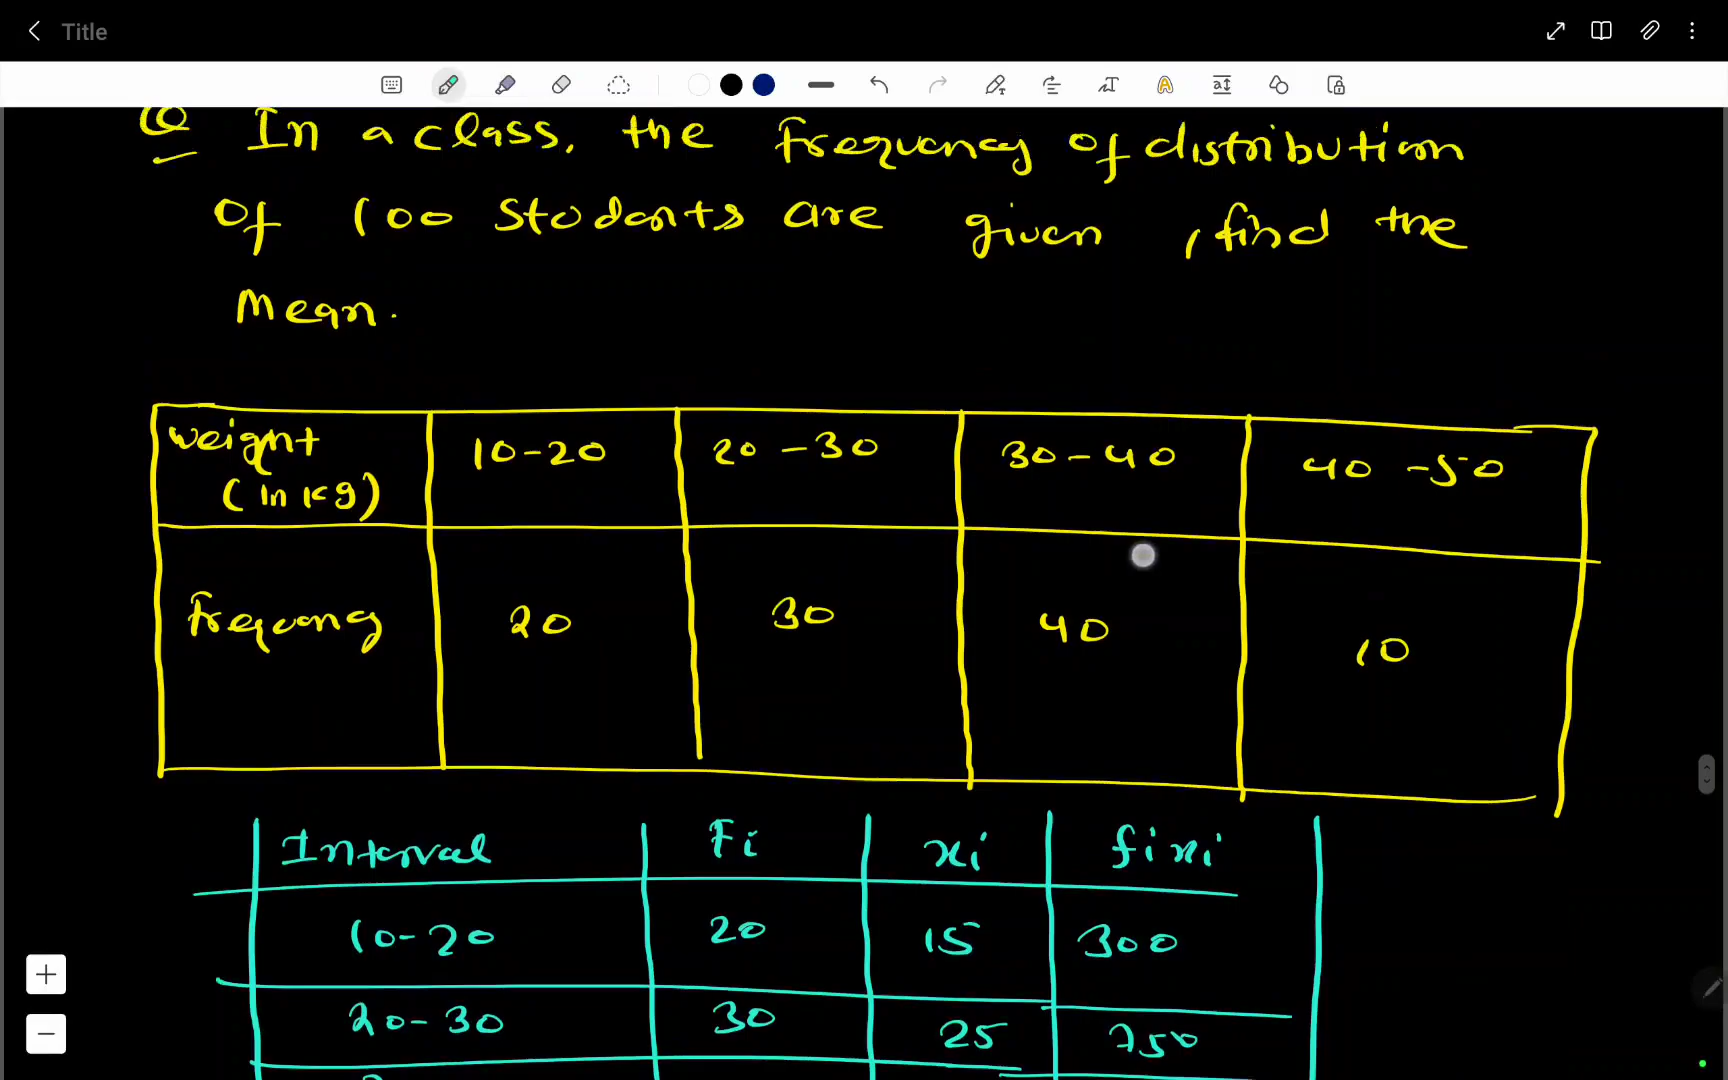 Title
Q In a class, the frequency of distribution
of 100 students are given, find the
Mean.
Weight (in kg) 10-20 20-30 30-40 40-50
Frequency 20 30 40 10
Interval Fi xi fixi
10-20 20 15 300
20-30 30 25 750